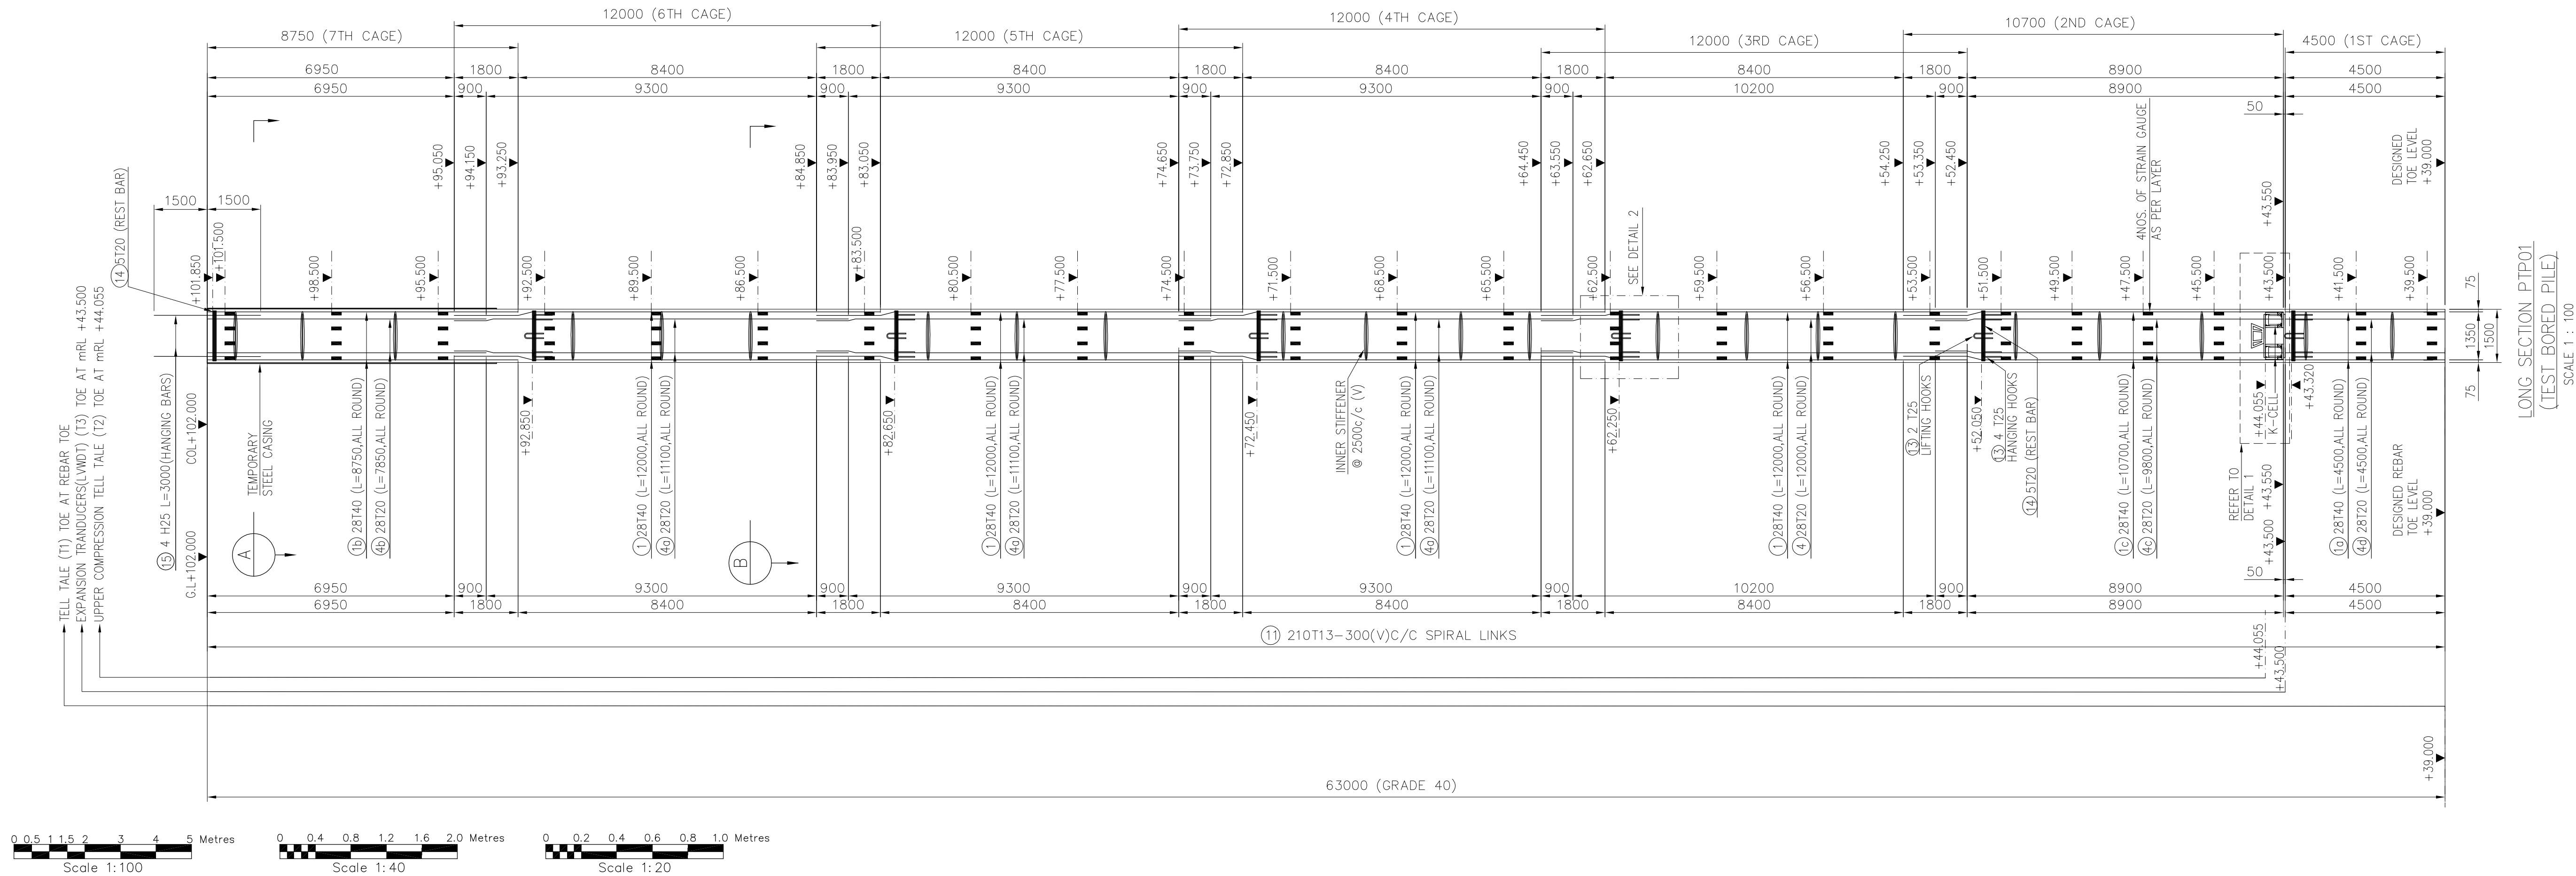 12000 (6TH CAGE)
12000 (4TH CAGE)
10700 (2ND CAGE)
8750 (7TH CAGE)
12000 (5TH CAGE)
12000 (3RD CAGE)
4500 (1ST CAGE)
6950 1800 8400 1800 8400 1800 8400 1800 8400 1800 8900 4500
6950 900 9300 900 9300 900 9300 900 10200 900 8900 4500
50
+95.050
+94.150
+93.250
+84.850
+83.950
+83.050
+74.650
+73.750
+72.850
+64.450
+63.550
+62.650
+54.250
+53.350
+52.450
4NOS. OF STRAIN GAUGE
AS PER LAYER
+43.550
DESIGNED
TOE LEVEL
+39.000
14 5T20 (REST BAR)
1500 1500
+101.850
+101.500
+98.500
+95.500
+92.500
+89.500
+86.500
+83.500
+80.500
+77.500
+74.500
+71.500
+68.500
+65.500
+62.500
SEE DETAIL 2
+59.500
+56.500
+53.500
+51.500
+49.500
+47.500
+45.500
+43.500
+41.500
+39.500
75
1350
1500
75
LONG SECTION PTP01
(TEST BORED PILE)
SCALE 1 : 100
TELL TALE (T1) TOE AT REBAR TOE
EXPANSION TRANDUCERS(LVWDT) (T3) TOE AT mRL +43.500
UPPER COMPRESSION TELL TALE (T2) TOE AT mRL +44.055
15 4 H25 L=3000(HANGING BARS)
COL+102.000
G.L+102.000
TEMPORARY
STEEL CASING
A
1b 28T40 (L=8750,ALL ROUND)
4b 28T20 (L=7850,ALL ROUND)
+92.850
1 28T40 (L=12000,ALL ROUND)
4a 28T20 (L=11100,ALL ROUND)
B
+82.650
1 28T40 (L=12000,ALL ROUND)
4a 28T20 (L=11100,ALL ROUND)
+72.450
INNER STIFFENER
@ 2500c/c (V)
1 28T40 (L=12000,ALL ROUND)
4a 28T20 (L=11100,ALL ROUND)
+62.250
1 28T40 (L=12000,ALL ROUND)
4 28T20 (L=12000,ALL ROUND)
13 2 T25
LIFTING HOOKS
+52.050
13 4 T25
HANGING HOOKS
14 5T20 (REST BAR)
1c 28T40 (L=10700,ALL ROUND)
4c 28T20 (L=9800,ALL ROUND)
REFER TO
DETAIL 1
+44.055
K-CELL
+43.320
+43.500
+43.550
1a 28T40 (L=4500,ALL ROUND)
4d 28T20 (L=4500,ALL ROUND)
DESIGNED REBAR
TOE LEVEL
+39.000
50
6950 900 9300 900 9300 900 9300 900 10200 900 8900 4500
6950 1800 8400 1800 8400 1800 8400 1800 8400 1800 8900 4500
11 210T13-300(V)C/C SPIRAL LINKS
+44.055
+43.500
+39.000
63000 (GRADE 40)
0 0.5 1 1.5 2 3 4 5 Metres
Scale 1:100
0 0.4 0.8 1.2 1.6 2.0 Metres
Scale 1:40
0 0.2 0.4 0.6 0.8 1.0 Metres
Scale 1:20